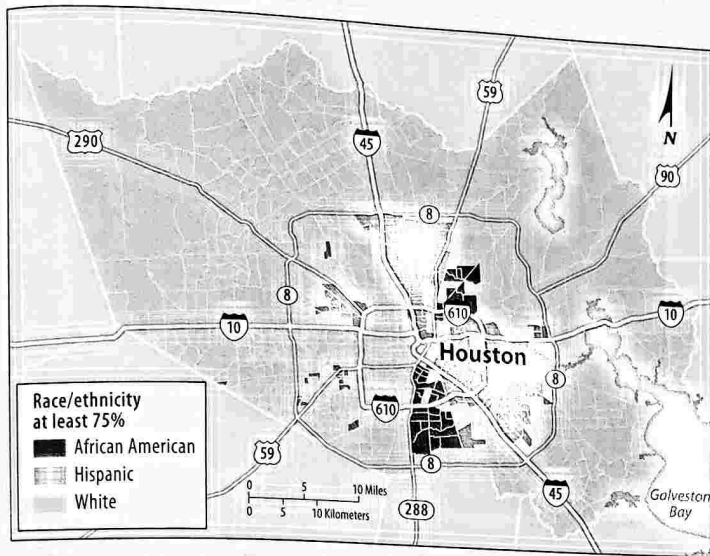 59
290
45
N
90
8
8
610
10
10
Houston
8
Race/ethnicity
at least 75%
African American
Hispanic
White
610
59
8
0 5 10 Miles
0 5 10 Kilometers
288
45
Galveston
Bay